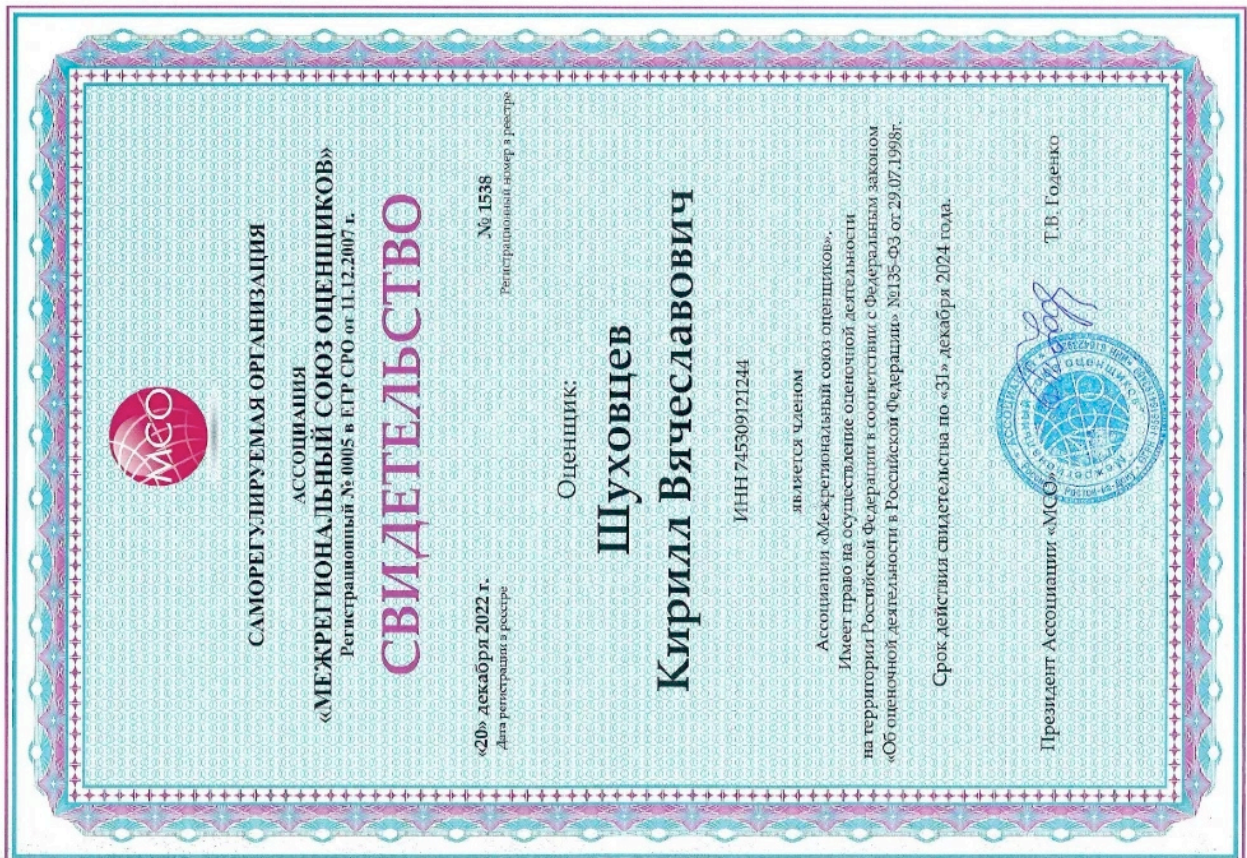 МСО
САМОРЕГУЛИРУЕМАЯ ОРГАНИЗАЦИЯ
АССОЦИАЦИЯ
«МЕЖРЕГИОНАЛЬНЫЙ СОЮЗ ОЦЕНЩИКОВ»
Регистрационный № 0005 в ЕГР СРО от 11.12.2007 г.
СВИДЕТЕЛЬСТВО
«20» декабря 2022 г. № 1538
Дата регистрации в реестре Регистрационный номер в реестре
Оценщик:
Шуховцев
Кирилл Вячеславович
ИНН 745309121244
является членом
Ассоциации «Межрегиональный союз оценщиков».
Имеет право на осуществление оценочной деятельности
на территории Российской Федерации в соответствии с Федеральным законом
«Об оценочной деятельности в Российской Федерации» №135-ФЗ от 29.07.1998г.
Срок действия свидетельства по «31» декабря 2024 года.
Президент Ассоциации «МСО» Т.В. Годенко